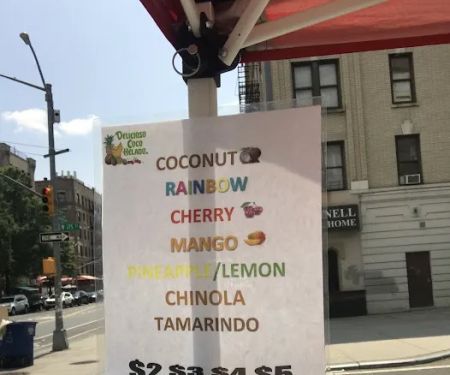 DELICIOSO
COCO
HELADO
COCONUT
RAINBOW
CHERRY
MANGO
PINEAPPLE/LEMON
CHINOLA
TAMARINDO
$2 $3 $4 $5
NELL
HOME